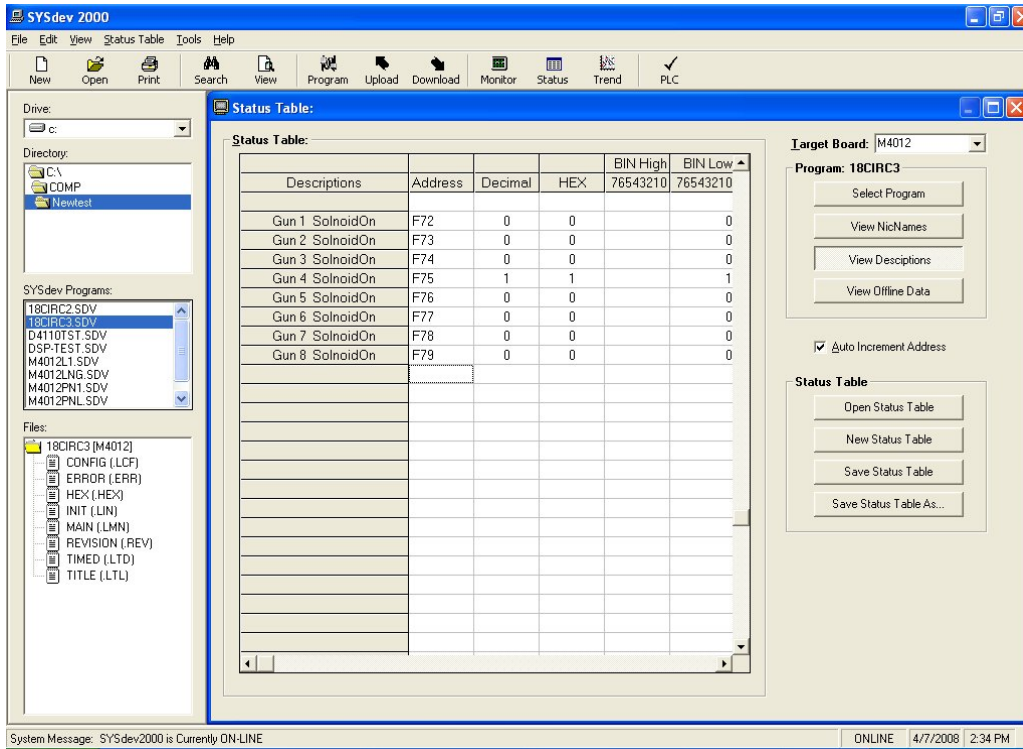 SYSdev 2000
File Edit View Status Table Tools Help
New Open Print Search View Program Upload Download Monitor Status Trend PLC
Drive:
c:
Directory:
C:\
COMP
Newtest
SYSdev Programs:
18CIRC2.SDV
18CIRC3.SDV
D4110TST.SDV
DSP-TEST.SDV
M4012L1.SDV
M4012LNG.SDV
M4012PN1.SDV
M4012PNL.SDV
Files:
18CIRC3 [M4012]
CONFIG (.LCF)
ERROR (.ERR)
HEX (.HEX)
INIT (.LIN)
MAIN (.LMN)
REVISION (.REV)
TIMED (.LTD)
TITLE (.LTL)
Status Table:
Status Table:
BIN High BIN Low
Descriptions Address Decimal HEX 76543210 76543210
Gun 1 SolnoidOn F72 0 0 0
Gun 2 SolnoidOn F73 0 0 0
Gun 3 SolnoidOn F74 0 0 0
Gun 4 SolnoidOn F75 1 1 1
Gun 5 SolnoidOn F76 0 0 0
Gun 6 SolnoidOn F77 0 0 0
Gun 7 SolnoidOn F78 0 0 0
Gun 8 SolnoidOn F79 0 0 0
Target Board: M4012
Program: 18CIRC3
Select Program
View NicNames
View Desciptions
View Offline Data
Auto Increment Address
Status Table
Open Status Table
New Status Table
Save Status Table
Save Status Table As...
System Message: SYSdev2000 is Currently ON-LINE
ONLINE 4/7/2008 2:34 PM